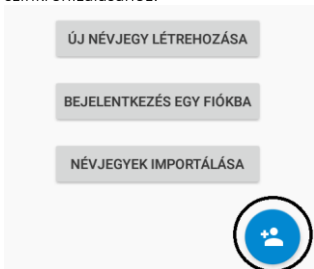 ÚJ NÉVJEGY LÉTREHOZÁSA
BEJELENTKEZÉS EGY FIÓKBA
NÉVJEGYEK IMPORTÁLÁSA